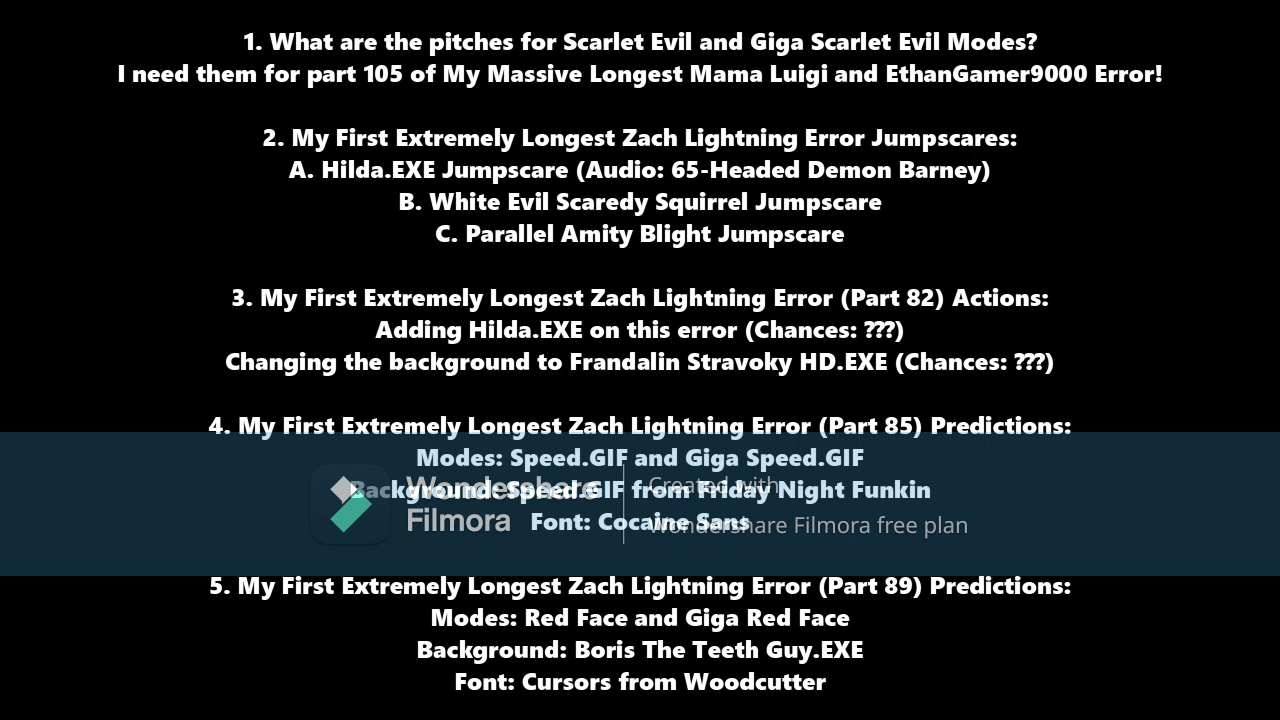 1. What are the pitches for Scarlet Evil and Giga Scarlet Evil Modes?
I need them for part 105 of My Massive Longest Mama Luigi and EthanGamer9000 Error!
2. My First Extremely Longest Zach Lightning Error Jumpscares:
A. Hilda.EXE Jumpscare (Audio: 65-Headed Demon Barney)
B. White Evil Scaredy Squirrel Jumpscare
C. Parallel Amity Blight Jumpscare
3. My First Extremely Longest Zach Lightning Error (Part 82) Actions:
Adding Hilda.EXE on this error (Chances: ???)
Changing the background to Frandalin Stravoky HD.EXE (Chances: ???)
4. My First Extremely Longest Zach Lightning Error (Part 85) Predictions:
Modes: Speed.GIF and Giga Speed.GIF
Background: Speed.GIF from Friday Night Funkin
Font: Cocaine Sans
Wondershare
Filmora
Created with
Wondershare Filmora free plan
5. My First Extremely Longest Zach Lightning Error (Part 89) Predictions:
Modes: Red Face and Giga Red Face
Background: Boris The Teeth Guy.EXE
Font: Cursors from Woodcutter